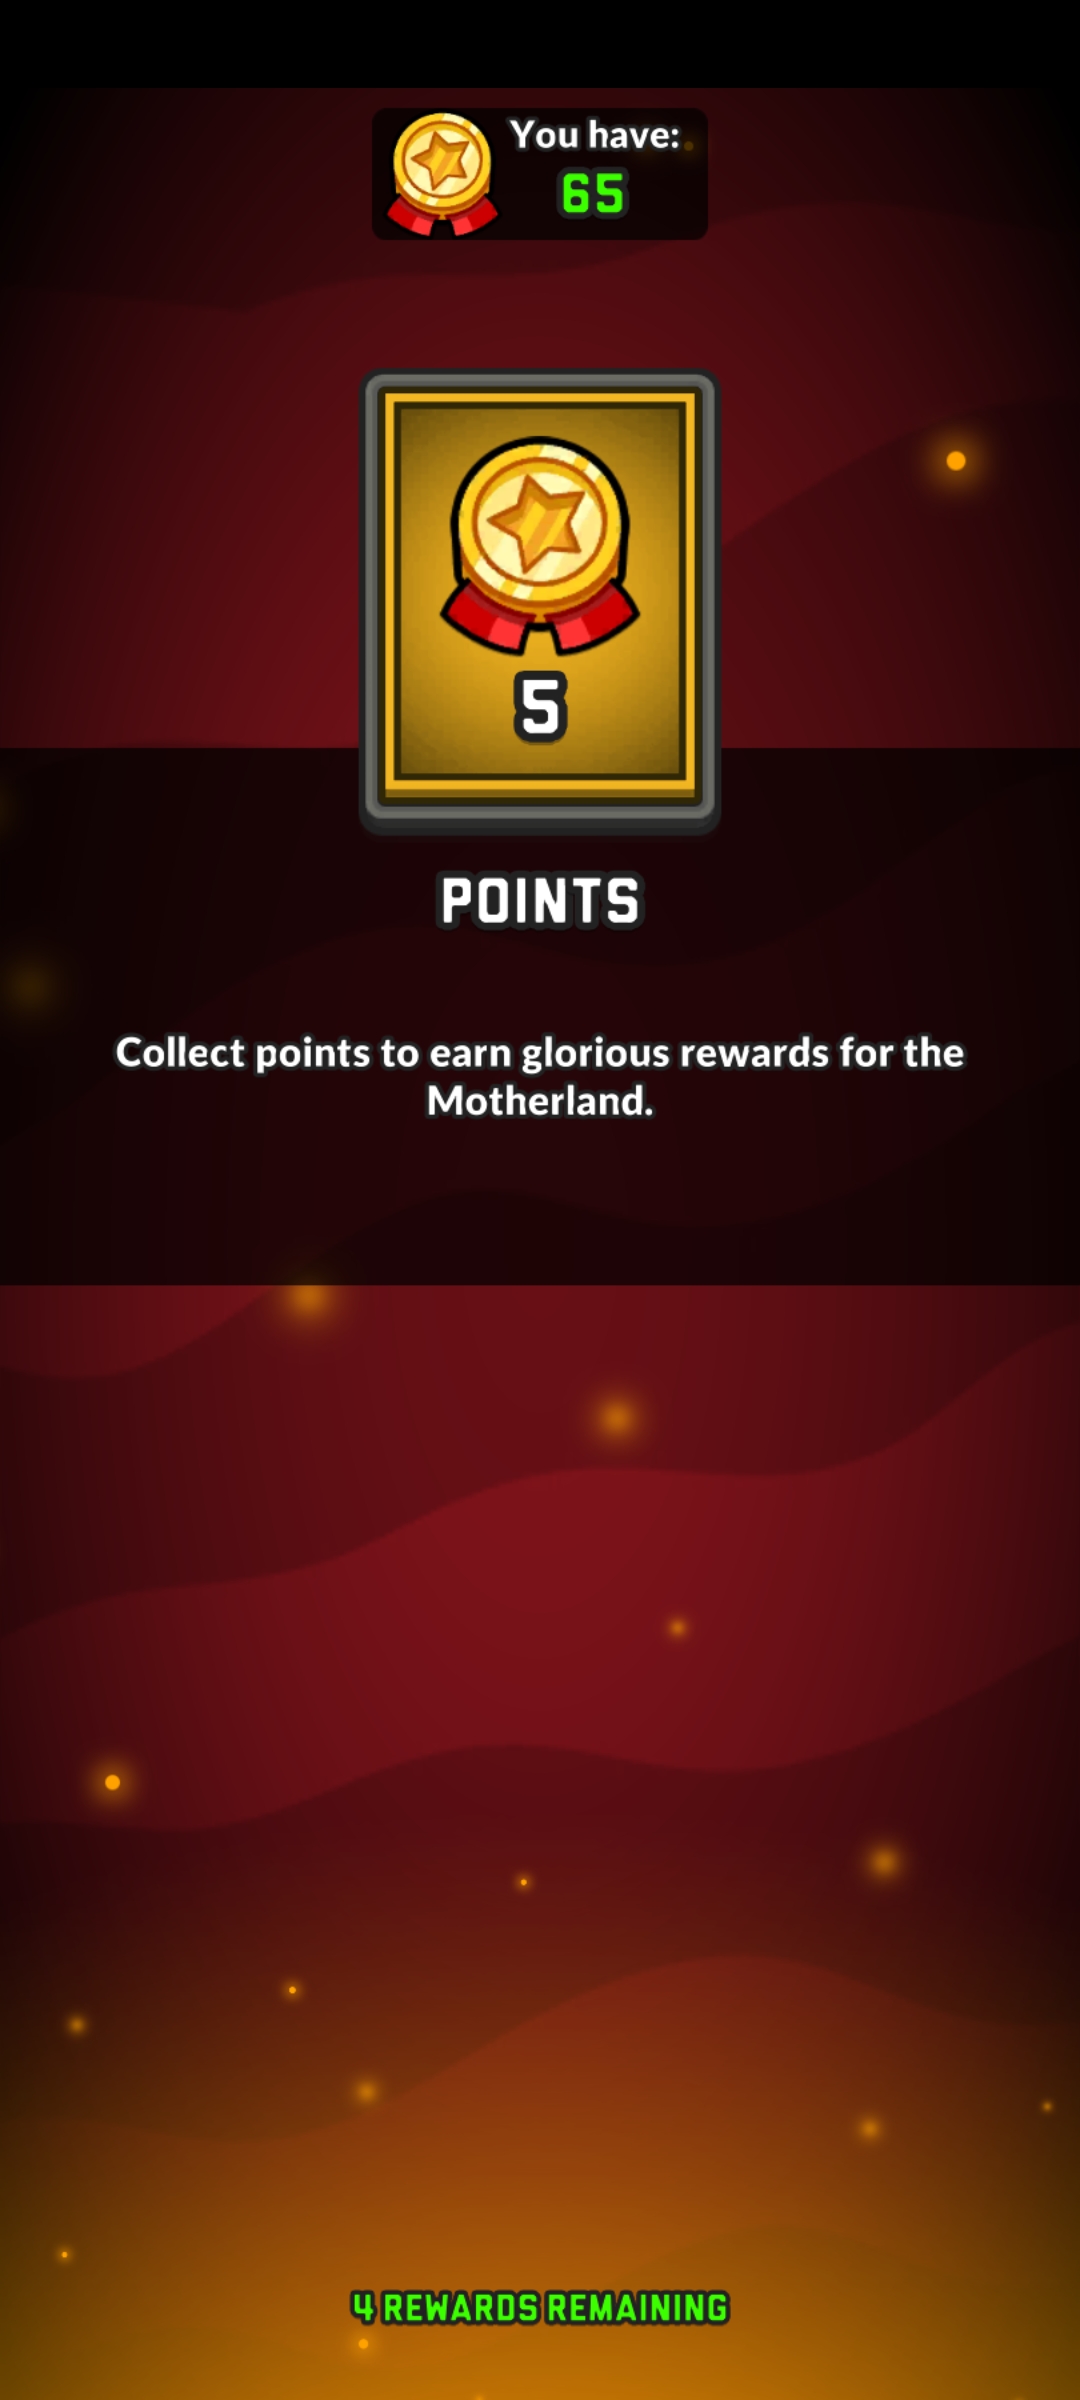 You have:
65
5
POINTS
Collect points to earn glorious rewards for the
Motherland.
4 REWARDS REMAINING